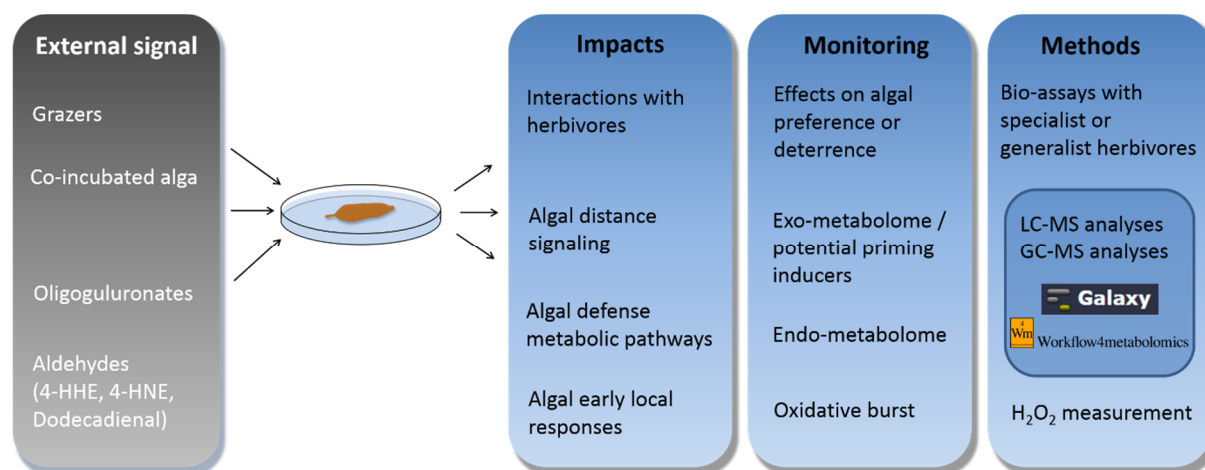 External signal
Grazers
Co-incubated alga
Oligoguluronates
Aldehydes
(4-HHE, 4-HNE,
Dodecadienal)
Impacts
Interactions with
herbivores
Algal distance
signaling
Algal defense
metabolic pathways
Algal early local
responses
Monitoring
Effects on algal
preference or
deterrence
Exo-metabolome /
potential priming
inducers
Endo-metabolome
Oxidative burst
Methods
Bio-assays with
specialist or
generalist herbivores
LC-MS analyses
GC-MS analyses
Galaxy
4
Wm
Workflow4metabolomics
H₂O₂ measurement